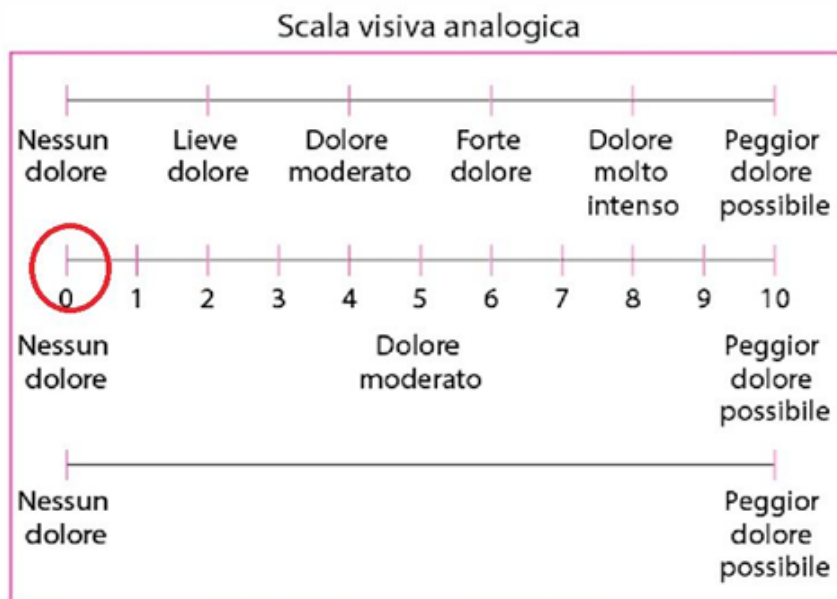 Scala visiva analogica
Nessun dolore
Lieve dolore
Dolore moderato
Forte dolore
Dolore molto intenso
Peggior dolore possibile
0 1 2 3 4 5 6 7 8 9 10
Nessun dolore
Dolore moderato
Peggior dolore possibile
Nessun dolore
Peggior dolore possibile